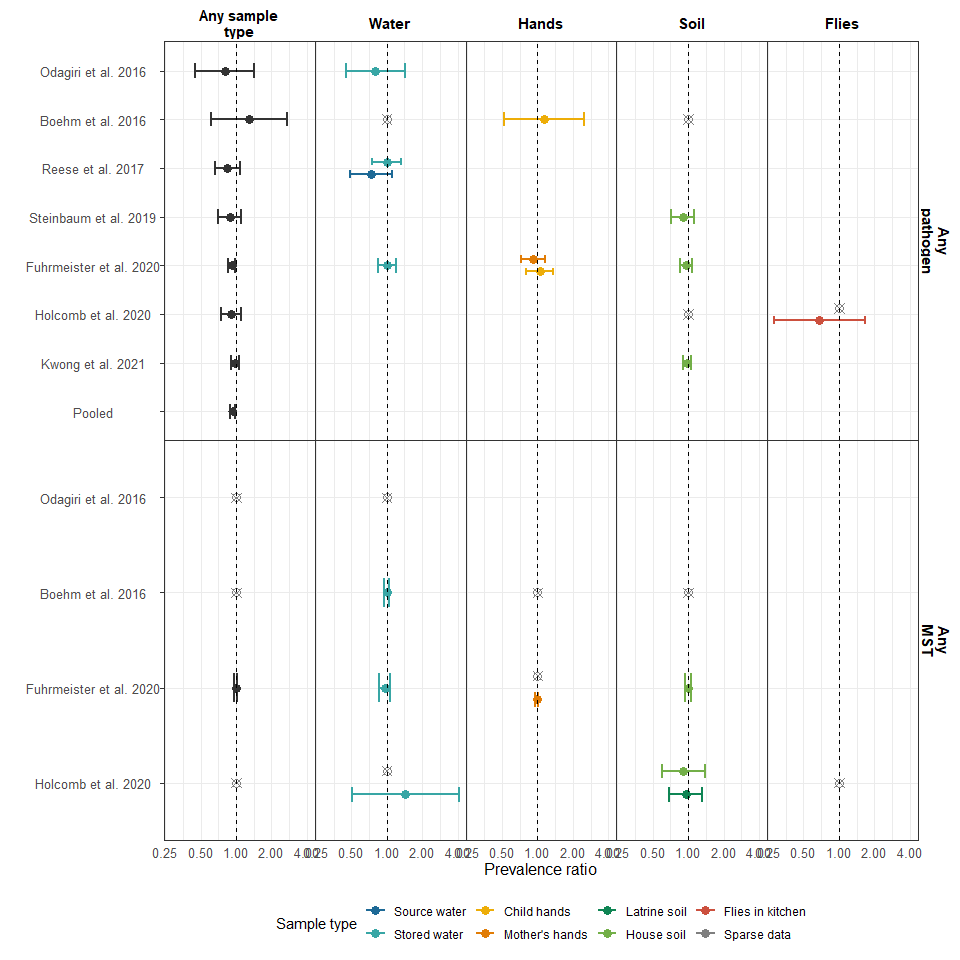 Any sample
type
Water
Hands
Soil
Flies
Odagiri et al. 2016
Boehm et al. 2016
Reese et al. 2017
Steinbaum et al. 2019
Fuhrmeister et al. 2020
Holcomb et al. 2020
Kwong et al. 2021
Pooled
Any
pathogen
Odagiri et al. 2016
Boehm et al. 2016
Fuhrmeister et al. 2020
Holcomb et al. 2020
Any
MST
0.25 0.50 1.00 2.00 4.00 0.25 0.50 1.00 2.00 4.00 0.25 0.50 1.00 2.00 4.00 0.25 0.50 1.00 2.00 4.00 0.25 0.50 1.00 2.00 4.00
Prevalence ratio
Sample type
Source water
Child hands
Latrine soil
Flies in kitchen
Stored water
Mother's hands
House soil
Sparse data